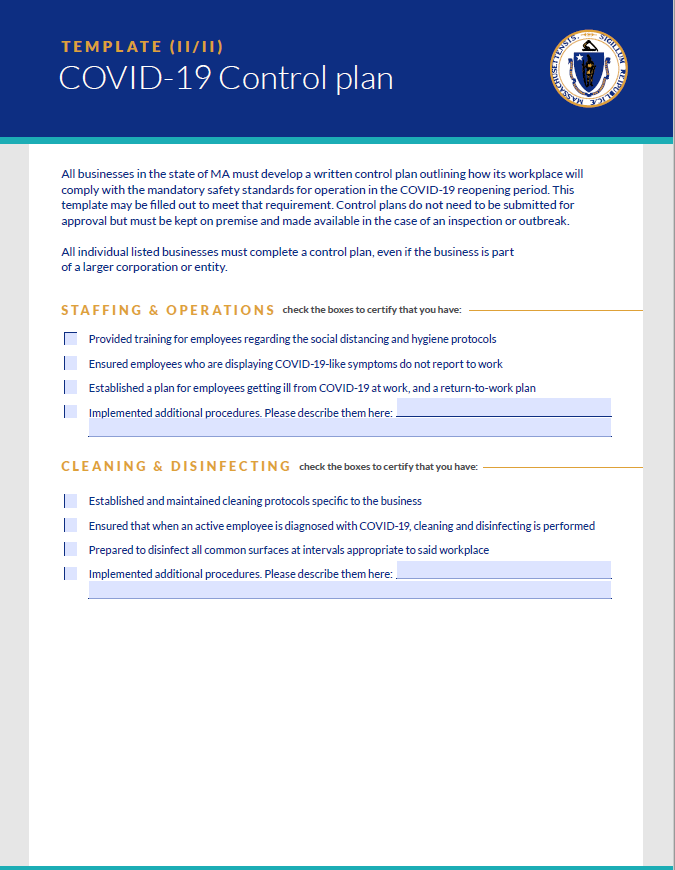 TEMPLATE (II/II)
COVID-19 Control plan
MASSACHUSETTENSIS. SIGILLUM REIPUBLICÆ
All businesses in the state of MA must develop a written control plan outlining how its workplace will
comply with the mandatory safety standards for operation in the COVID-19 reopening period. This
template may be filled out to meet that requirement. Control plans do not need to be submitted for
approval but must be kept on premise and made available in the case of an inspection or outbreak.
All individual listed businesses must complete a control plan, even if the business is part
of a larger corporation or entity.
STAFFING & OPERATIONS check the boxes to certify that you have:
Provided training for employees regarding the social distancing and hygiene protocols
Ensured employees who are displaying COVID-19-like symptoms do not report to work
Established a plan for employees getting ill from COVID-19 at work, and a return-to-work plan
Implemented additional procedures. Please describe them here:
CLEANING & DISINFECTING check the boxes to certify that you have:
Established and maintained cleaning protocols specific to the business
Ensured that when an active employee is diagnosed with COVID-19, cleaning and disinfecting is performed
Prepared to disinfect all common surfaces at intervals appropriate to said workplace
Implemented additional procedures. Please describe them here: